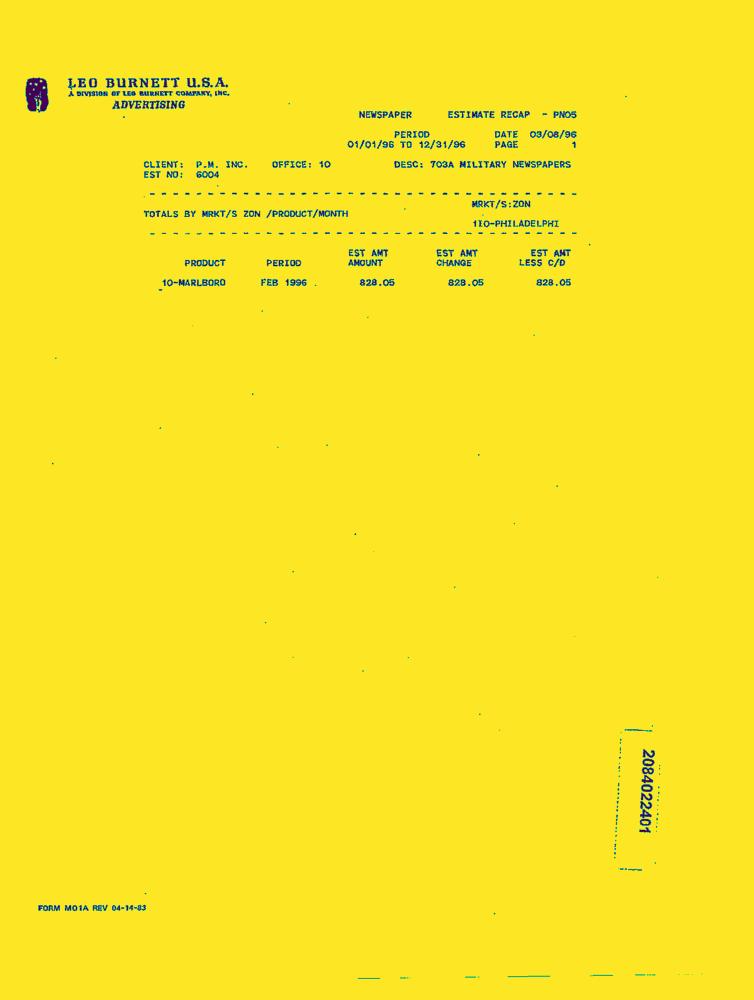 LEO BURNETT U.S.A.
A DIVISION OF LEO BURNETT COMPANY, INC.
ADVERTISING
NEWSPAPER ESTIMATE RECAP - PNO5
PERIOD DATE 03/08/96
01/01/96 TO 12/31/96 PAGE 1
CLIENT: P.M. INC. OFFICE: 10 DESC: 703A MILITARY NEWSPAPERS
EST NO: 6004
MRKT/S:ZON
TOTALS BY MRKT/S ZON /PRODUCT/MONTH
110-PHILADELPHI
EST AMT EST AMT EST AMT
PRODUCT PERIOD AMOUNT CHANGE LESS C/D
10-MARLBORO FEB 1996 828.05 828.05 828.05
2084022401
FORM MO1A REV 04-14-83